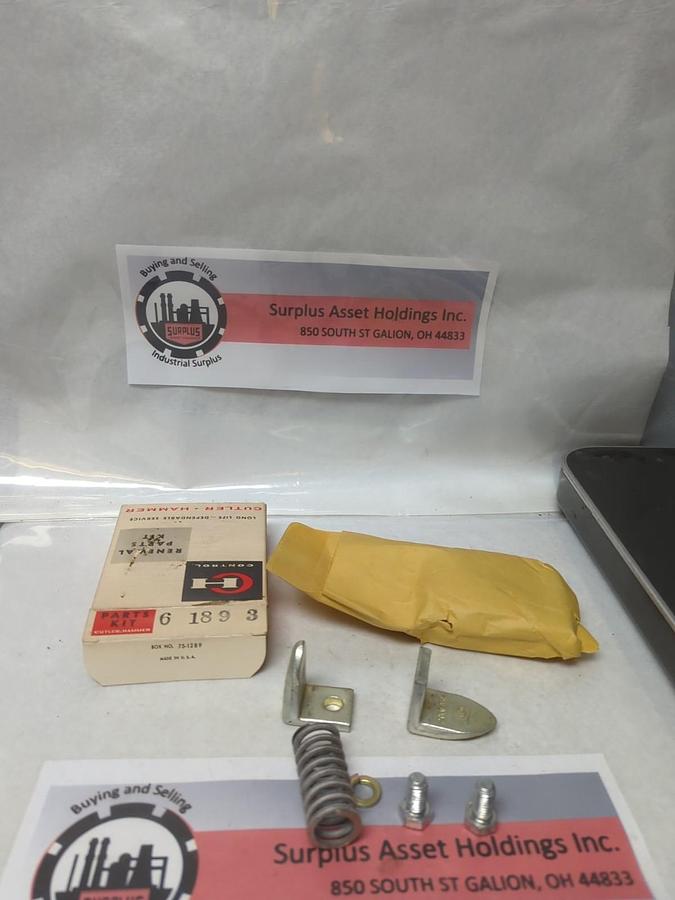 Buying and Selling
SURPLUS
Industrial Surplus
Surplus Asset Holdings Inc.
850 SOUTH ST GALION, OH 44833
CUTLER-HAMMER
LONG LIFE-DEPENDABLE SERVICE
RENEWAL
PARTS
KIT
CH
CONTROL
PARTS
KIT
CUTLER-HAMMER
6 189 3
BOX NO. 75-1289
MADE IN U.S.A.
Buying and Selling
SURPLUS
Surplus Asset Holdings Inc.
850 SOUTH ST GALION, OH 44833